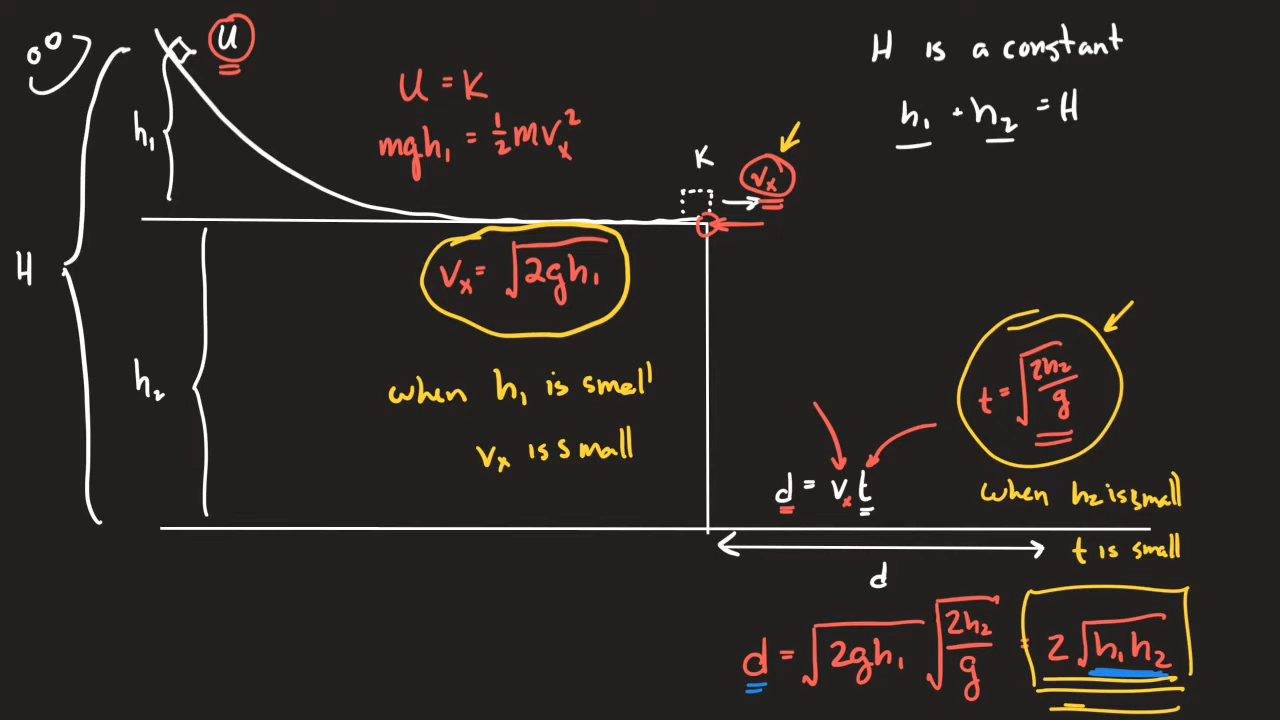 U
H is a constant
U = K
h₁ + h₂ = H
h₁
mgh₁ = ½mvₓ²
K
vₓ
H
vₓ = √2gh₁
h₂
when h₁ is small
vₓ is small
t = √2h₂/g
d = vₓt
when h₂ is small
t is small
d
d = √2gh₁ √2h₂/g = 2√h₁h₂